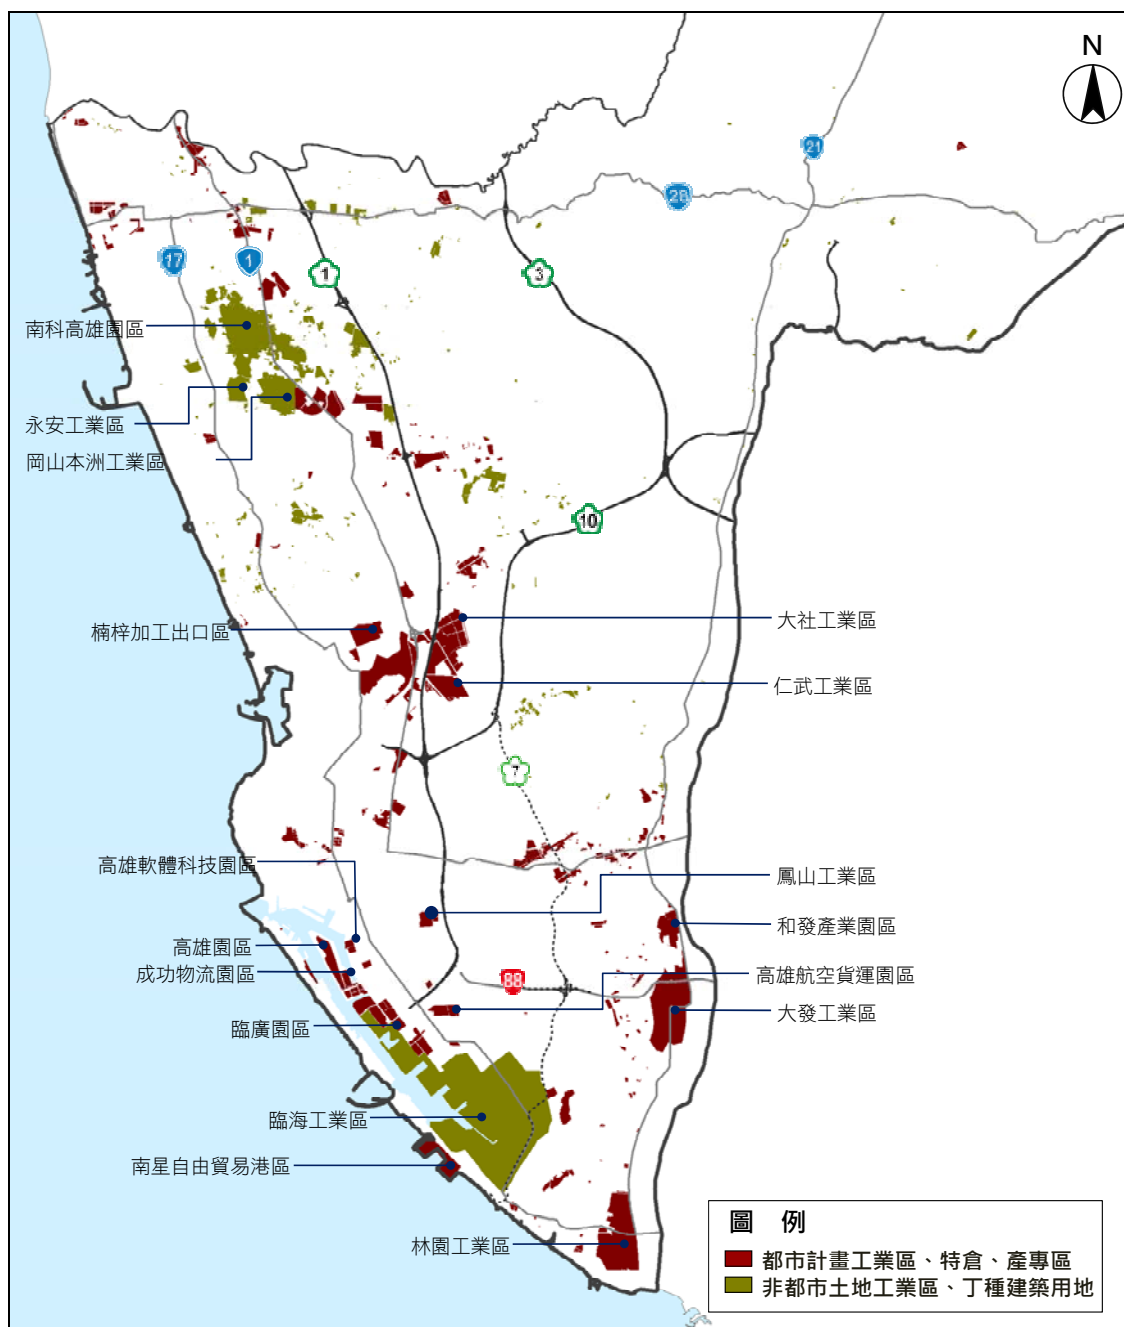 N
21
28
17
1
1
3
南科高雄園區
永安工業區
岡山本洲工業區
10
大社工業區
楠梓加工出口區
仁武工業區
7
高雄軟體科技園區
鳳山工業區
和發產業園區
高雄園區
成功物流園區
88
高雄航空貨運園區
大發工業區
臨廣園區
臨海工業區
南星自由貿易港區
林園工業區
圖 例
都市計畫工業區、特倉、產專區
非都市土地工業區、丁種建築用地